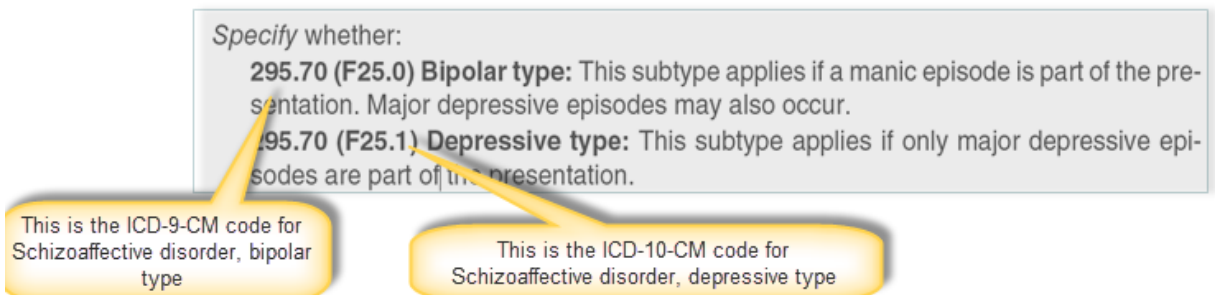 Specify whether:
295.70 (F25.0) Bipolar type: This subtype applies if a manic episode is part of the pre-
sentation. Major depressive episodes may also occur.
295.70 (F25.1) Depressive type: This subtype applies if only major depressive epi-
sodes are part of the presentation.
This is the ICD-9-CM code for
Schizoaffective disorder, bipolar
type
This is the ICD-10-CM code for
Schizoaffective disorder, depressive type